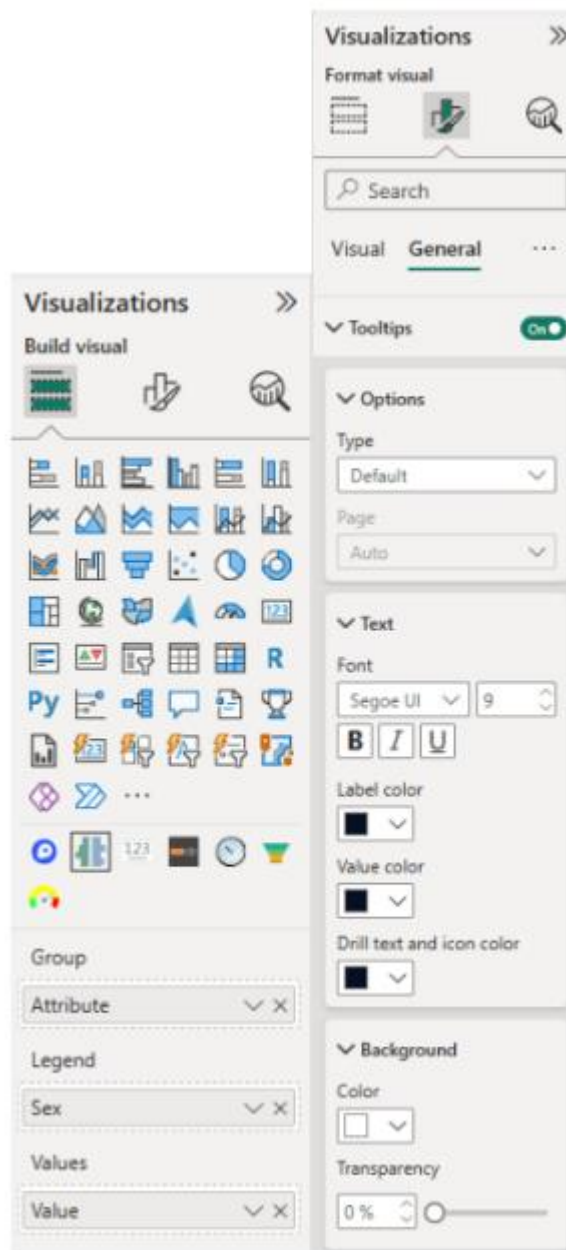 Visualizations
Build visual
123
R
Py
123
123
Group
Attribute
Legend
Sex
Values
Value
Visualizations
Format visual
Search
Visual General ...
Tooltips On
Options
Type
Default
Page
Auto
Text
Font
Segoe UI 9
B I U
Label color
Value color
Drill text and icon color
Background
Color
Transparency
0 %